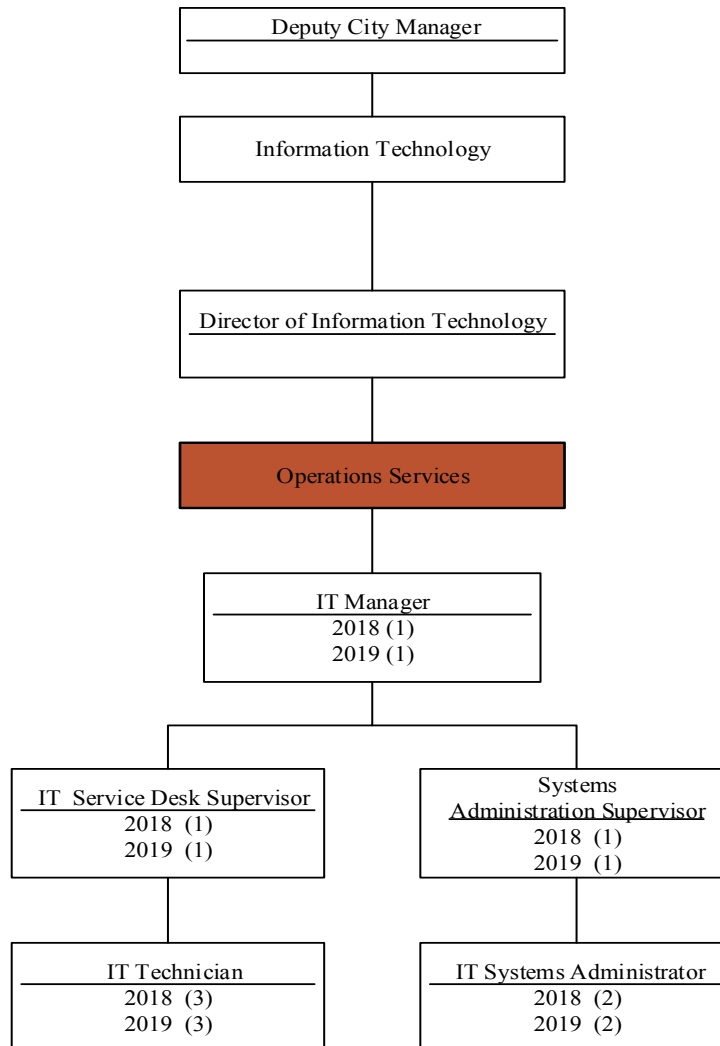 Deputy City Manager
Information Technology
Director of Information Technology
Operations Services
IT Manager
2018 (1)
2019 (1)
IT Service Desk Supervisor
2018 (1)
2019 (1)
Systems
Administration Supervisor
2018 (1)
2019 (1)
IT Technician
2018 (3)
2019 (3)
IT Systems Administrator
2018 (2)
2019 (2)